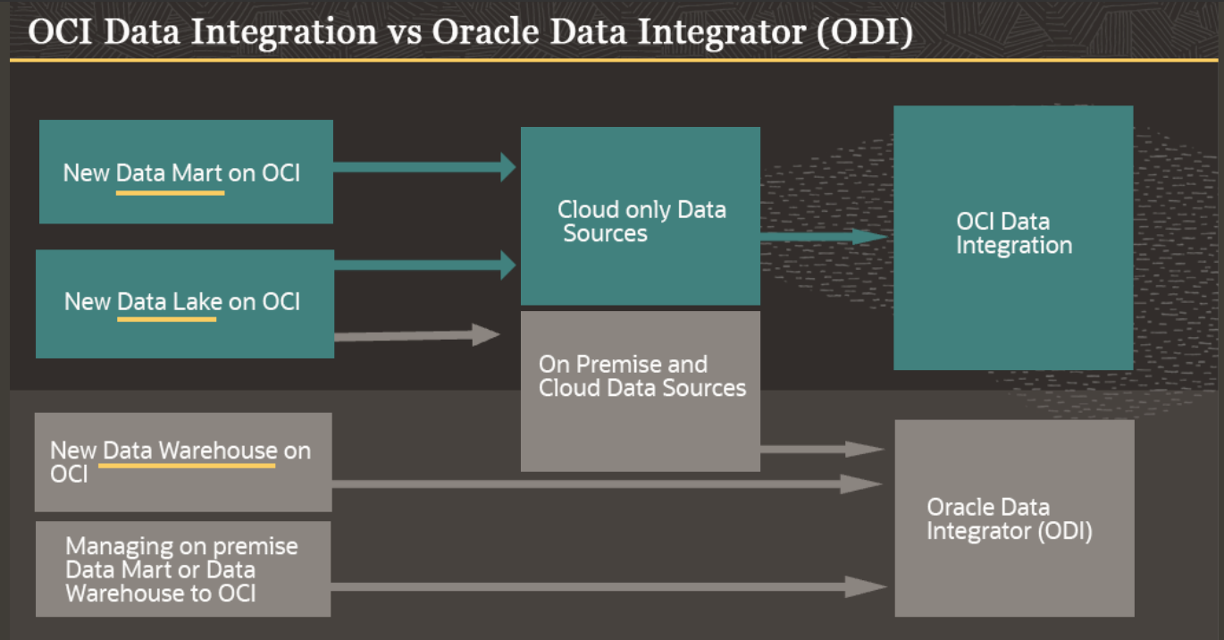 OCI Data Integration vs Oracle Data Integrator (ODI)
New Data Mart on OCI
New Data Lake on OCI
Cloud only Data
Sources
On Premise and
Cloud Data Sources
OCI Data
Integration
New Data Warehouse on
OCI
Managing on premise
Data Mart or Data
Warehouse to OCI
Oracle Data
Integrator (ODI)